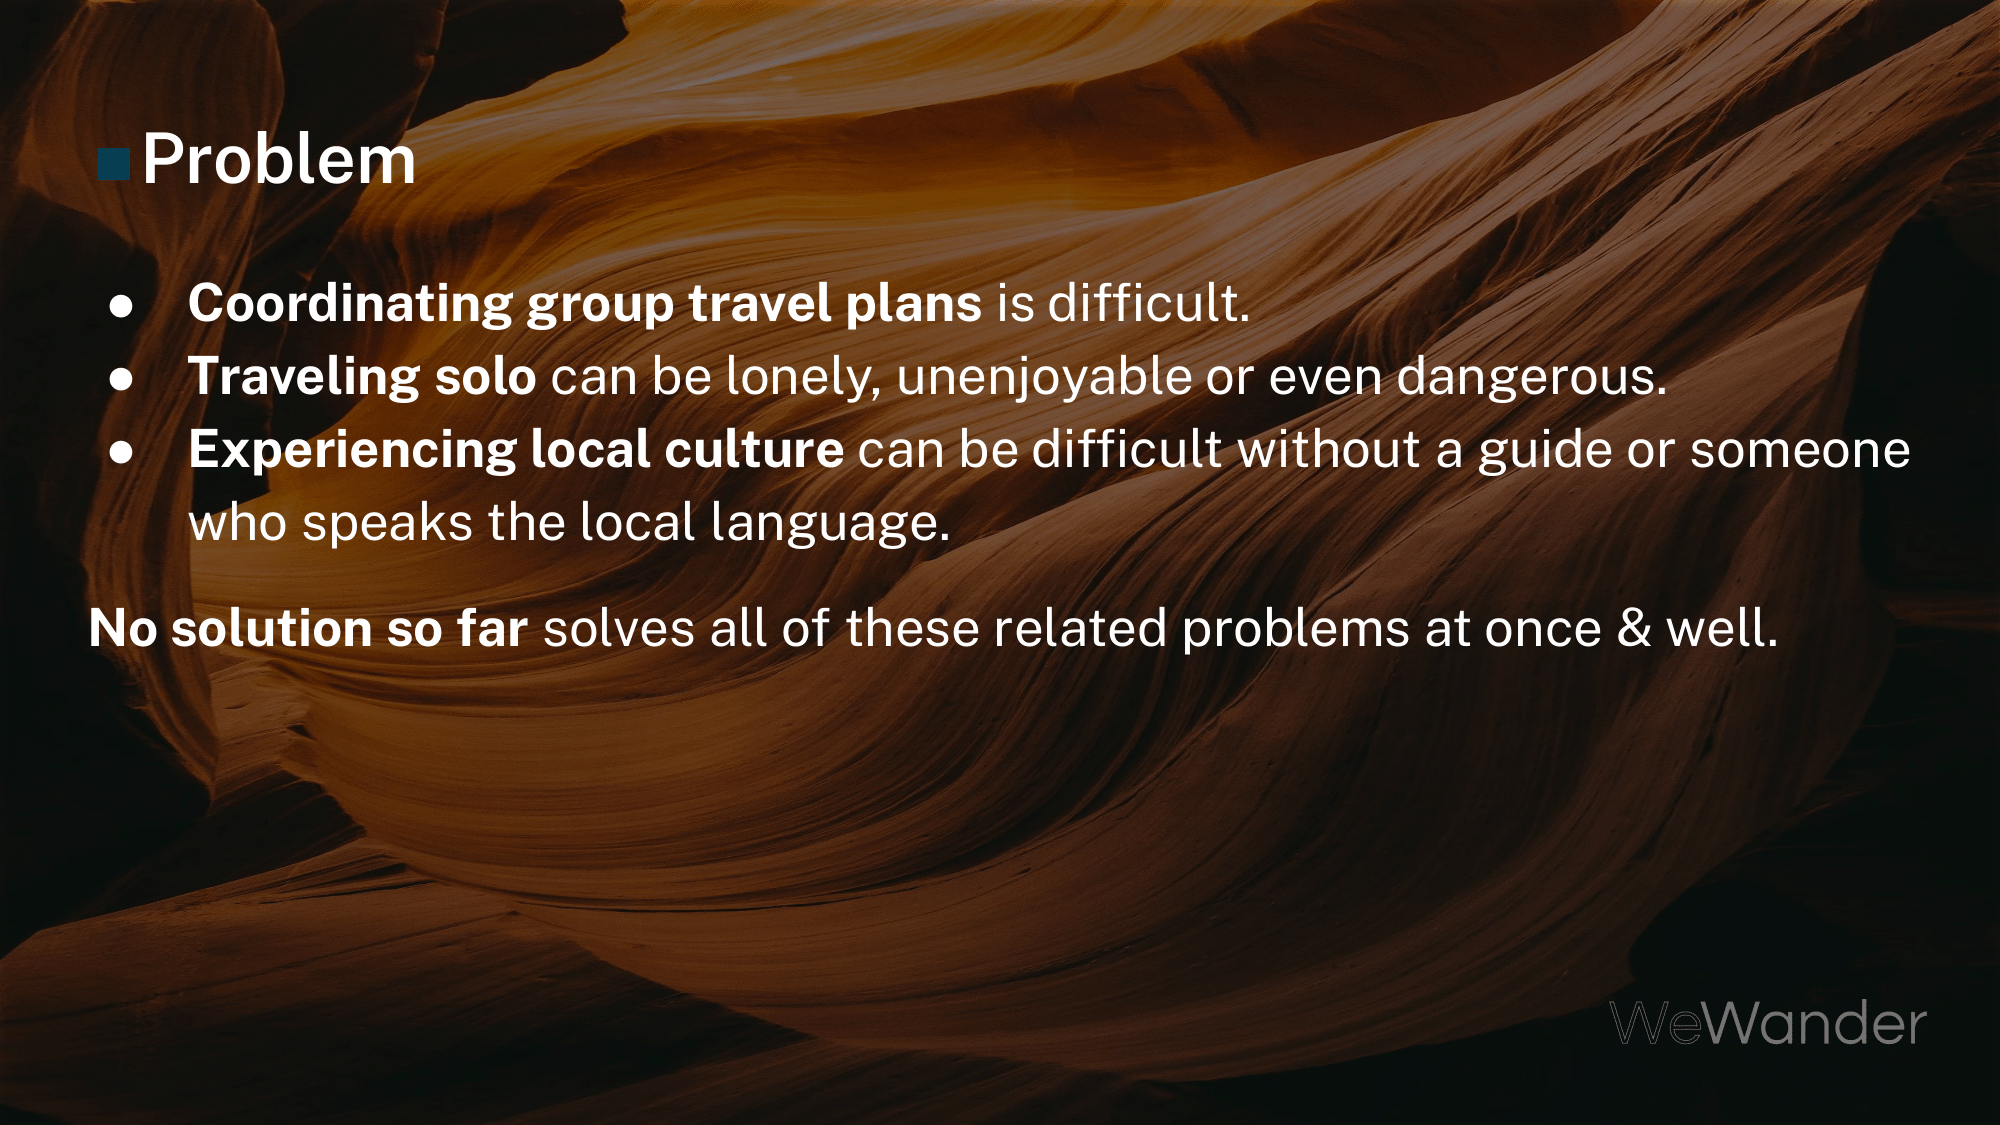 Problem
● Coordinating group travel plans is difficult.
● Traveling solo can be lonely, unenjoyable or even dangerous.
● Experiencing local culture can be difficult without a guide or someone
who speaks the local language.
No solution so far solves all of these related problems at once & well.
WeWander